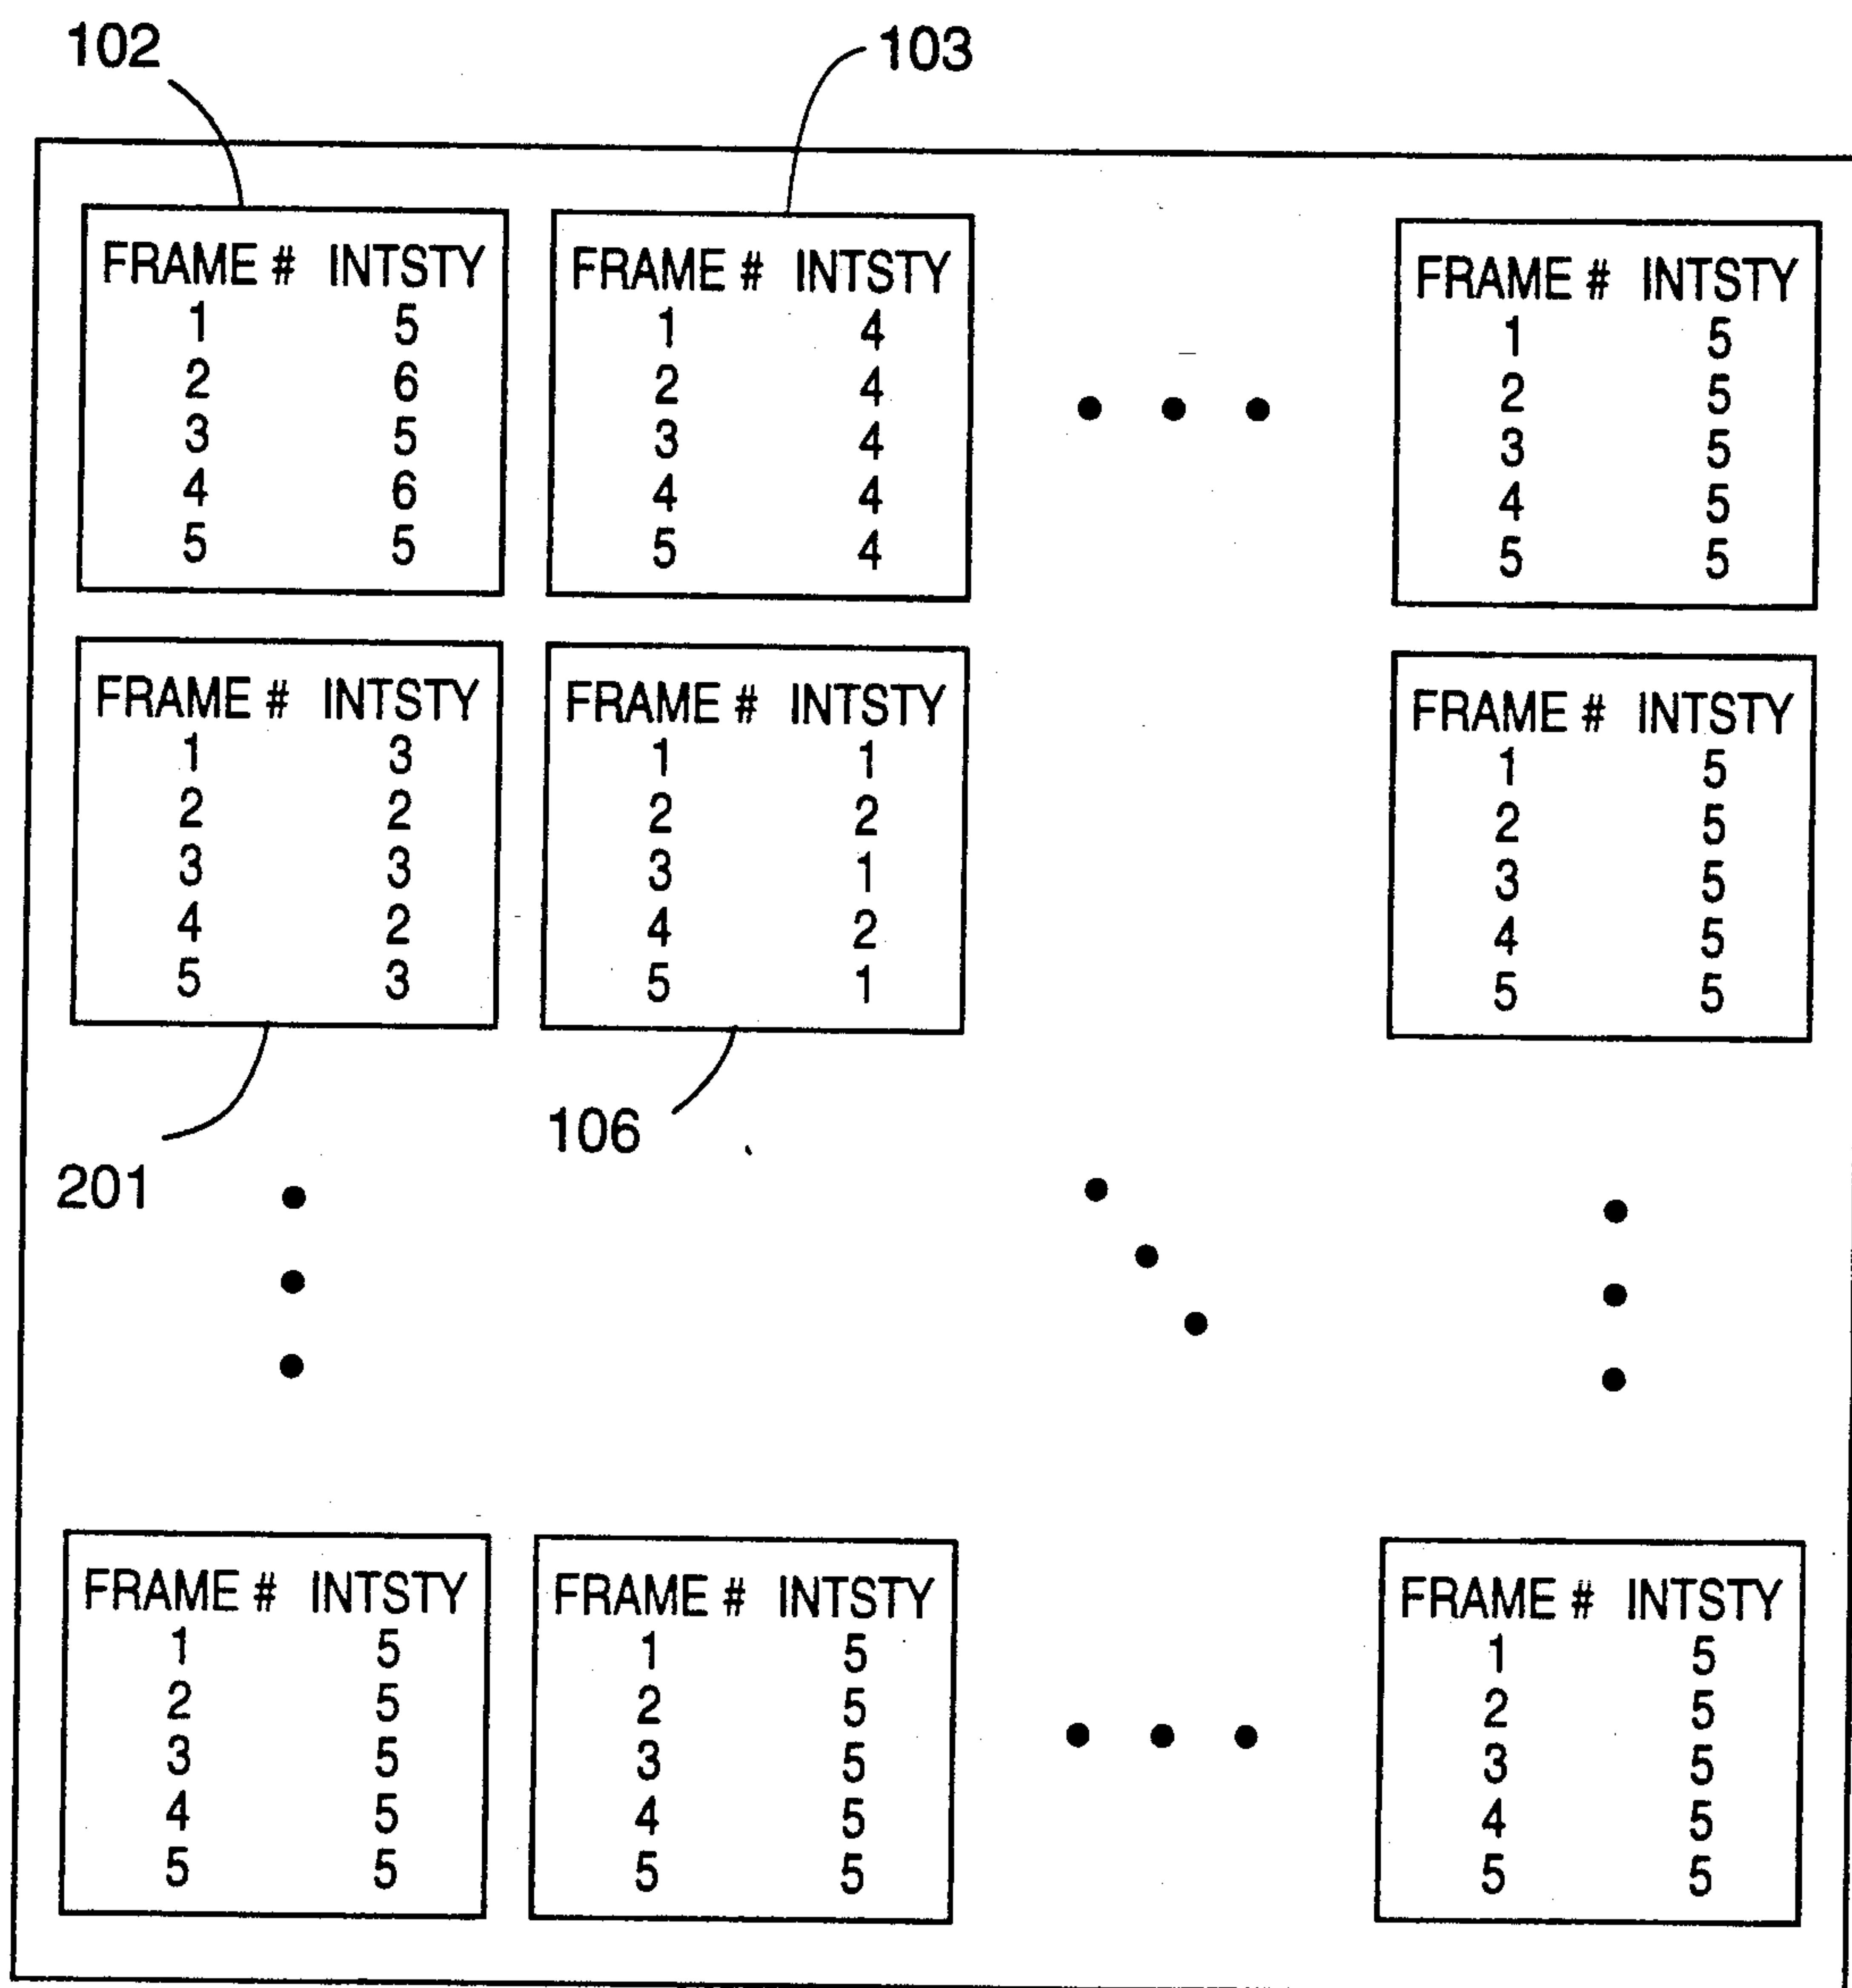 102 103
FRAME # INTSTY FRAME # INTSTY FRAME # INTSTY
1 5 1 4 1 5
2 6 2 4 2 5
3 5 3 4 3 5
4 6 4 4 4 5
5 5 5 4 5 5
FRAME # INTSTY FRAME # INTSTY FRAME # INTSTY
1 3 1 1 1 5
2 2 2 2 2 5
3 3 3 1 3 5
4 2 4 2 4 5
5 3 5 1 5 5
201 106
FRAME # INTSTY FRAME # INTSTY FRAME # INTSTY
1 5 1 5 1 5
2 5 2 5 2 5
3 5 3 5 3 5
4 5 4 5 4 5
5 5 5 5 5 5